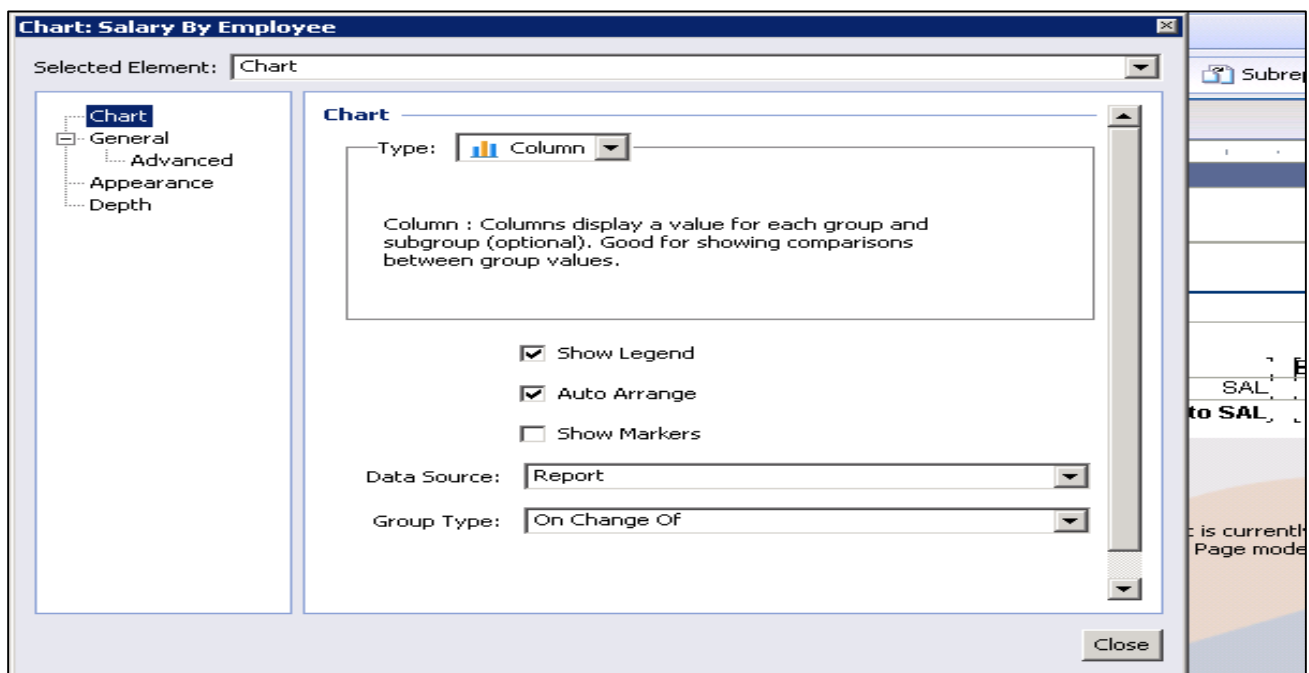 Chart: Salary By Employee
Selected Element: Chart
Subre
Chart
General
Advanced
Appearance
Depth
Chart
Type: Column
Column : Columns display a value for each group and
subgroup (optional). Good for showing comparisons
between group values.
Show Legend
Auto Arrange
Show Markers
Data Source: Report
Group Type: On Change Of
SAL
to SAL
is currentl
Page mode
Close